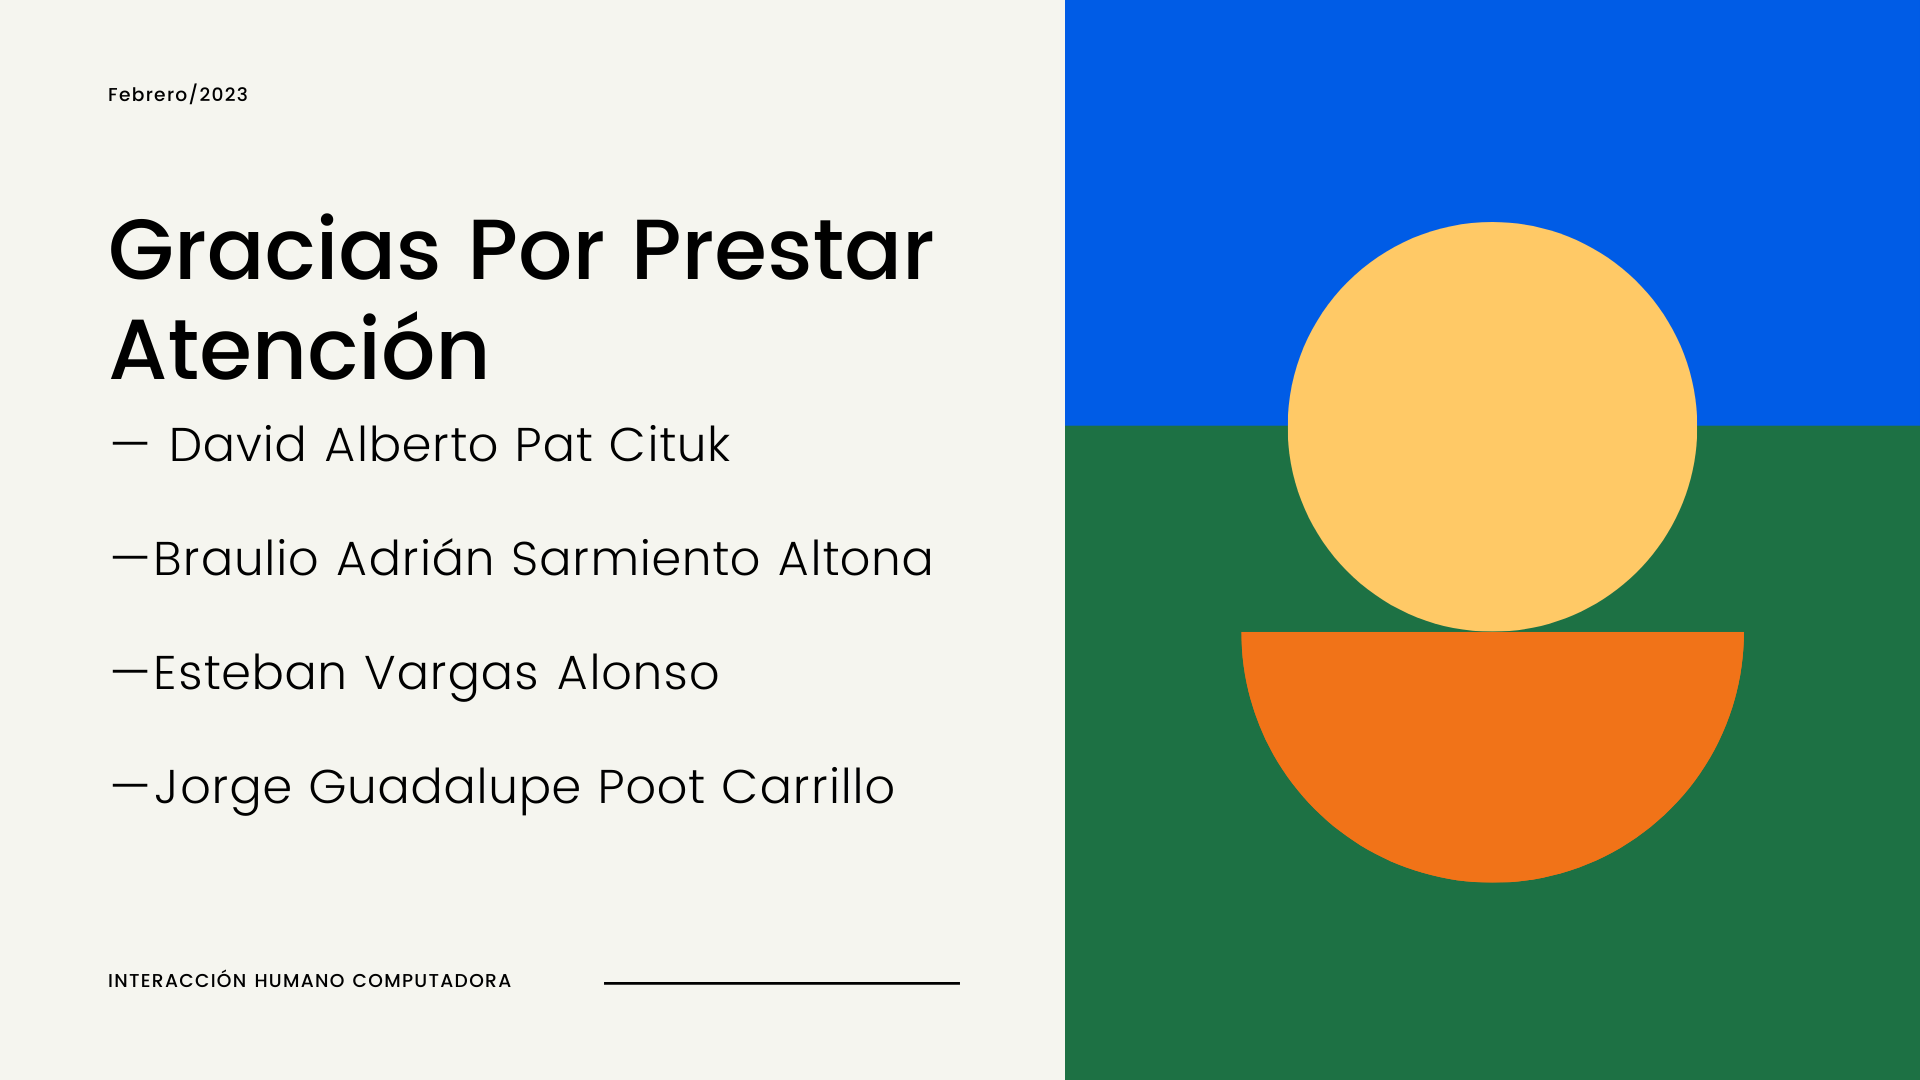 Febrero/2023
Gracias Por Prestar
Atención
— David Alberto Pat Cituk
—Braulio Adrián Sarmiento Altona
—Esteban Vargas Alonso
—Jorge Guadalupe Poot Carrillo
INTERACCIÓN HUMANO COMPUTADORA